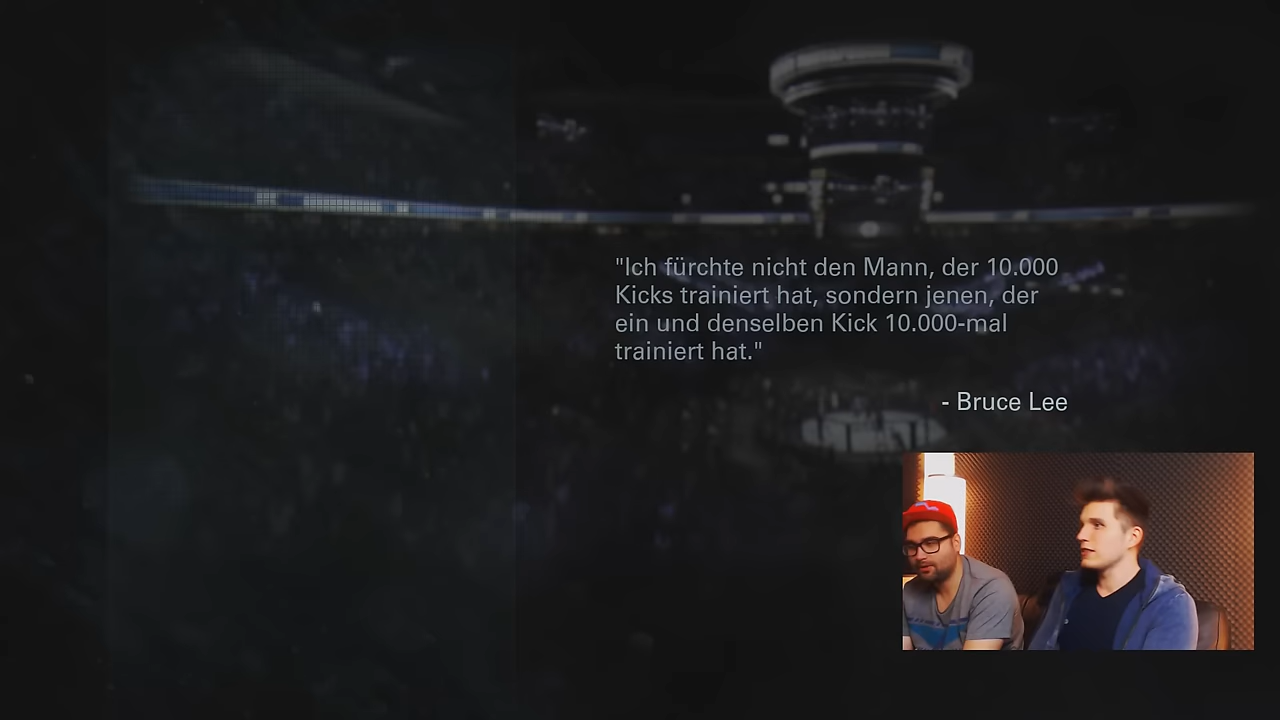 "Ich fürchte nicht den Mann, der 10.000
Kicks trainiert hat, sondern jenen, der
ein und denselben Kick 10.000-mal
trainiert hat."
- Bruce Lee